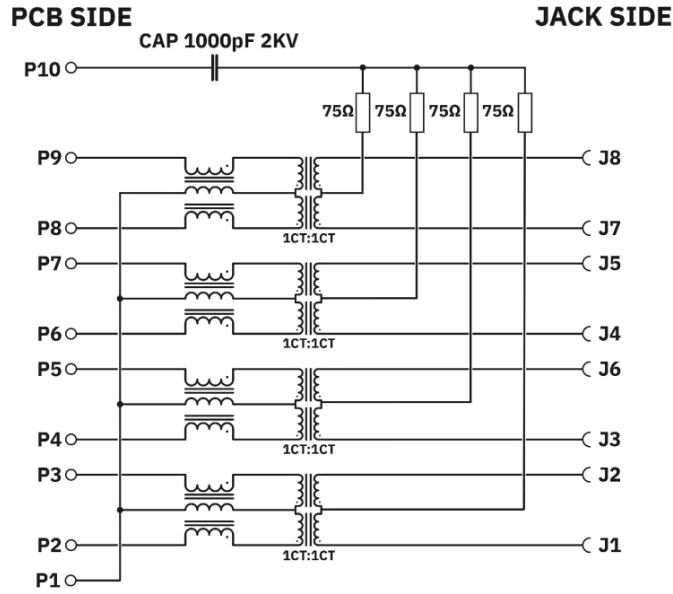 PCB SIDE JACK SIDE
CAP 1000pF 2KV
P10
75Ω 75Ω 75Ω 75Ω
P9 J8
P8 J7
1CT:1CT
P7 J5
P6 J4
1CT:1CT
P5 J6
P4 J3
1CT:1CT
P3 J2
P2 J1
1CT:1CT
P1